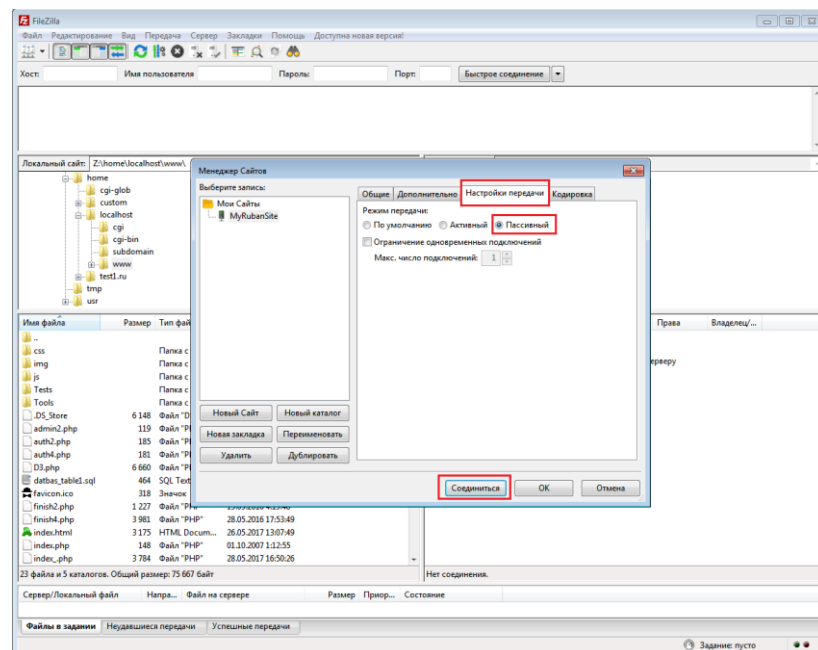 FileZilla
Файл Редактирование Вид Передача Сервер Закладки Помощь Доступна новая версия!
Хост: Имя пользователя Пароль: Порт: Быстрое соединение
Локальный сайт: Z:\home\localhost\www\
home
cgi-glob
custom
localhost
cgi
cgi-bin
subdomain
www
test1.ru
tmp
usr
Менеджер Сайтов
Выберите запись:
Мои Сайты
MyRubanSite
Новый Сайт Новый каталог
Новая закладка Переименовать
Удалить Дублировать
Общие Дополнительно Настройки передачи Кодировка
Режим передачи:
По умолчанию Активный Пассивный
Ограничение одновременных подключений
Макс. число подключений: 1
Соединиться OK Отмена
Имя файла Размер Тип фай
..
css Папка с
img Папка с
js Папка с
Tests Папка с
Tools Папка с
.DS_Store 6 148 Файл "D
admin2.php 119 Файл "P
auth2.php 185 Файл "P
auth4.php 181 Файл "P
D3.php 6 660 Файл "P
datbas_table1.sql 464 SQL Text
favicon.ico 318 Значок
finish2.php 1 227 Файл "PHP"
finish4.php 3 981 Файл "PHP" 28.05.2016 17:53:49
index.html 3 175 HTML Docum... 26.05.2017 13:07:49
index.php 148 Файл "PHP" 01.10.2007 1:12:55
index_.php 3 784 Файл "PHP" 28.05.2017 16:50:26
23 файла и 5 каталогов. Общий размер: 75 667 байт
Права Владелец/...
ерверу
Нет соединения.
Сервер/Локальный файл Напра... Файл на сервере Размер Приор... Состояние
Файлы в задании Неудавшиеся передачи Успешные передачи
Задание: пусто